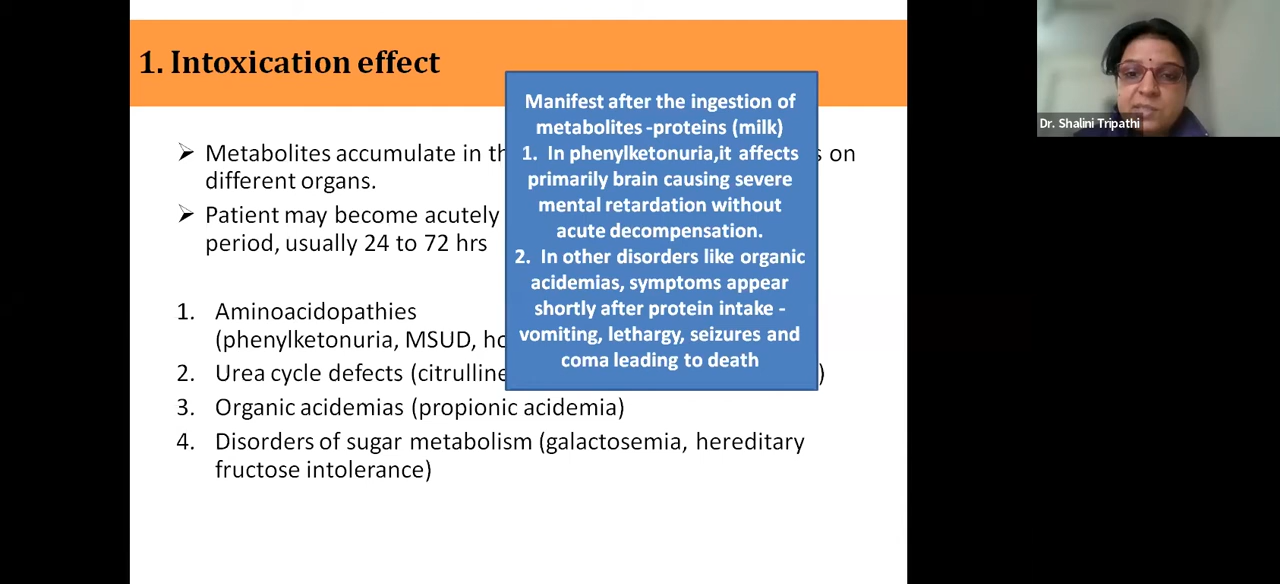 1. Intoxication effect
➢ Metabolites accumulate in th
s on
different organs.
➢ Patient may become acutely
period, usually 24 to 72 hrs
1. Aminoacidopathies
(phenylketonuria, MSUD, ho
2. Urea cycle defects (citrulline
)
3. Organic acidemias (propionic acidemia)
4. Disorders of sugar metabolism (galactosemia, hereditary
fructose intolerance)
Manifest after the ingestion of
metabolites -proteins (milk)
1. In phenylketonuria,it affects
primarily brain causing severe
mental retardation without
acute decompensation.
2. In other disorders like organic
acidemias, symptoms appear
shortly after protein intake -
vomiting, lethargy, seizures and
coma leading to death
Dr. Shalini Tripathi